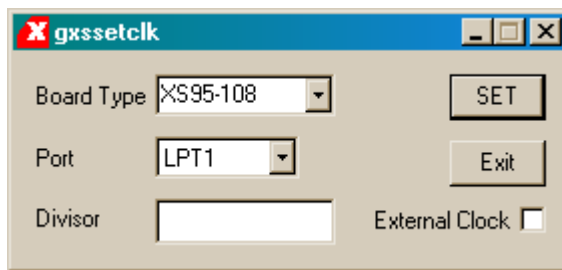 X gxssetclk
Board Type XS95-108 SET
Port LPT1 Exit
Divisor External Clock